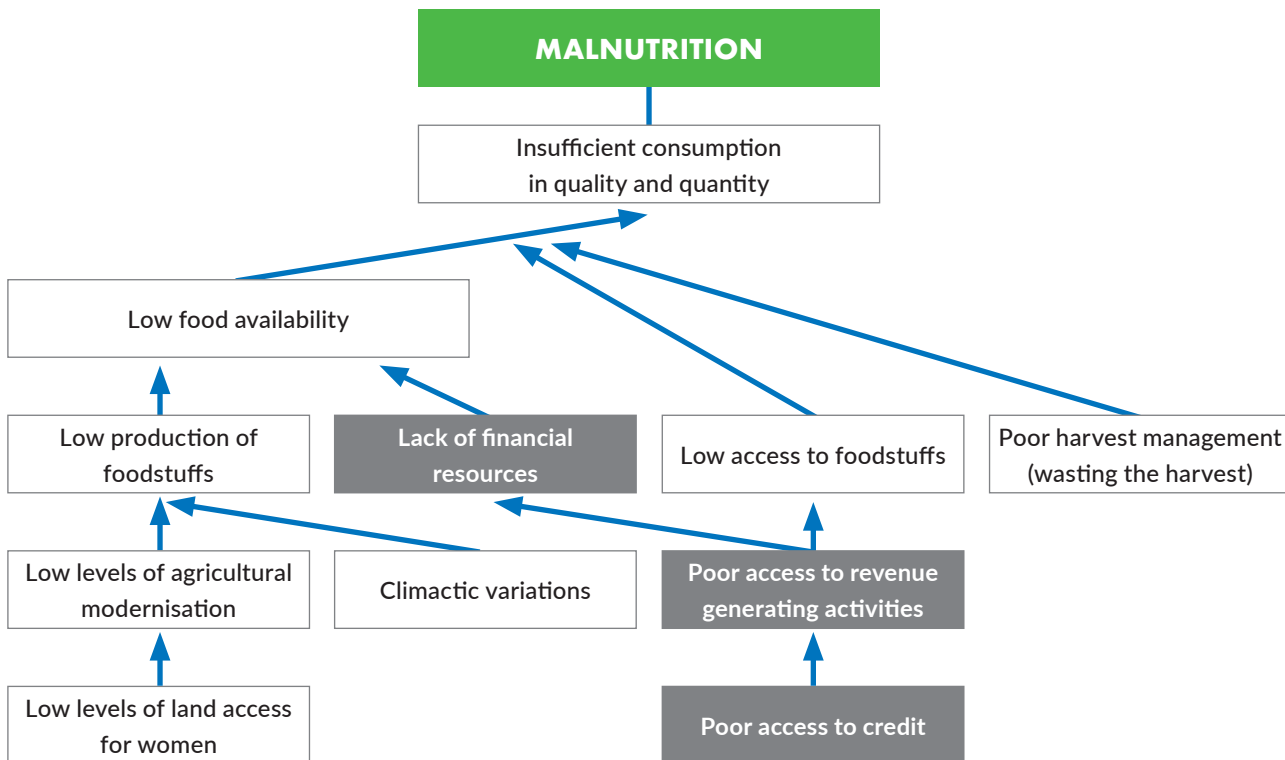 MALNUTRITION
Insufficient consumption
in quality and quantity
Low food availability
Low production of
foodstuffs
Lack of financial
resources
Low access to foodstuffs
Poor harvest management
(wasting the harvest)
Low levels of agricultural
modernisation
Climactic variations
Poor access to revenue
generating activities
Low levels of land access
for women
Poor access to credit